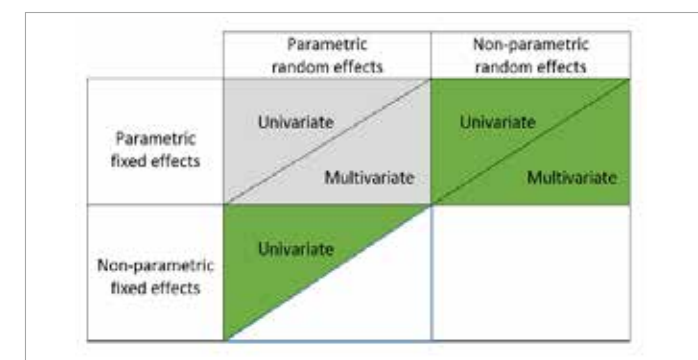 Parametric
random effects
Non-parametric
random effects
Parametric
fixed effects
Univariate
Multivariate
Univariate
Multivariate
Non-parametric
fixed effects
Univariate